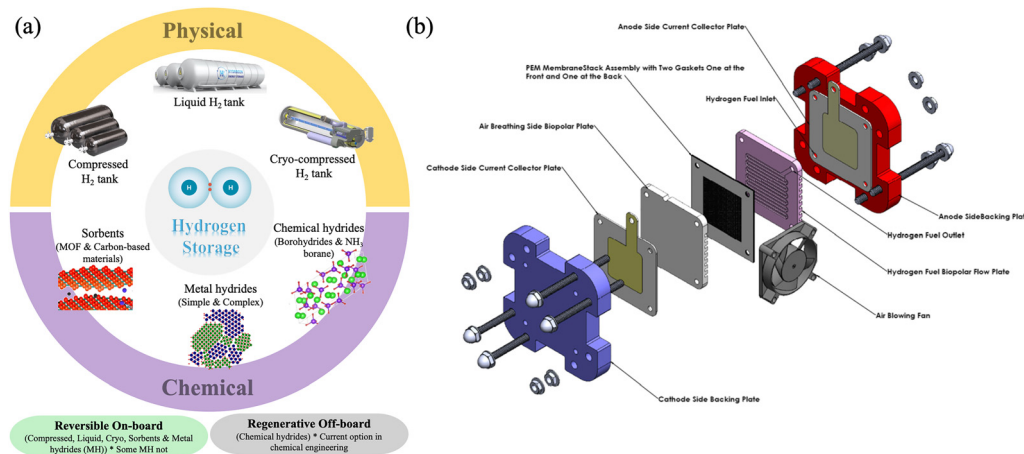 (a)
Physical
Liquid H₂ tank
Compressed
H₂ tank
Cryo-compressed
H₂ tank
H
H
Hydrogen
Storage
Sorbents
(MOF & Carbon-based
materials)
Chemical hydrides
(Borohydrides & NH₃
borane)
Metal hydrides
(Simple & Complex)
Chemical
Reversible On-board
(Compressed, Liquid, Cryo, Sorbents & Metal
hydrides (MH)) * Some MH not
Regenerative Off-board
(Chemical hydrides) * Current option in
chemical engineering
(b)
Anode Side Current Collector Plate
PEM MembraneStack Assembly with Two Gaskets One at the
Front and One at the Back
Hydrogen Fuel Inlet
Air Breathing Side Biopolar Plate
Cathode Side Current Collector Plate
Anode SideBacking Plat
Hydrogen Fuel Outlet
Hydrogen Fuel Biopolar Flow Plate
Air Blowing Fan
Cathode Side Backing Plate